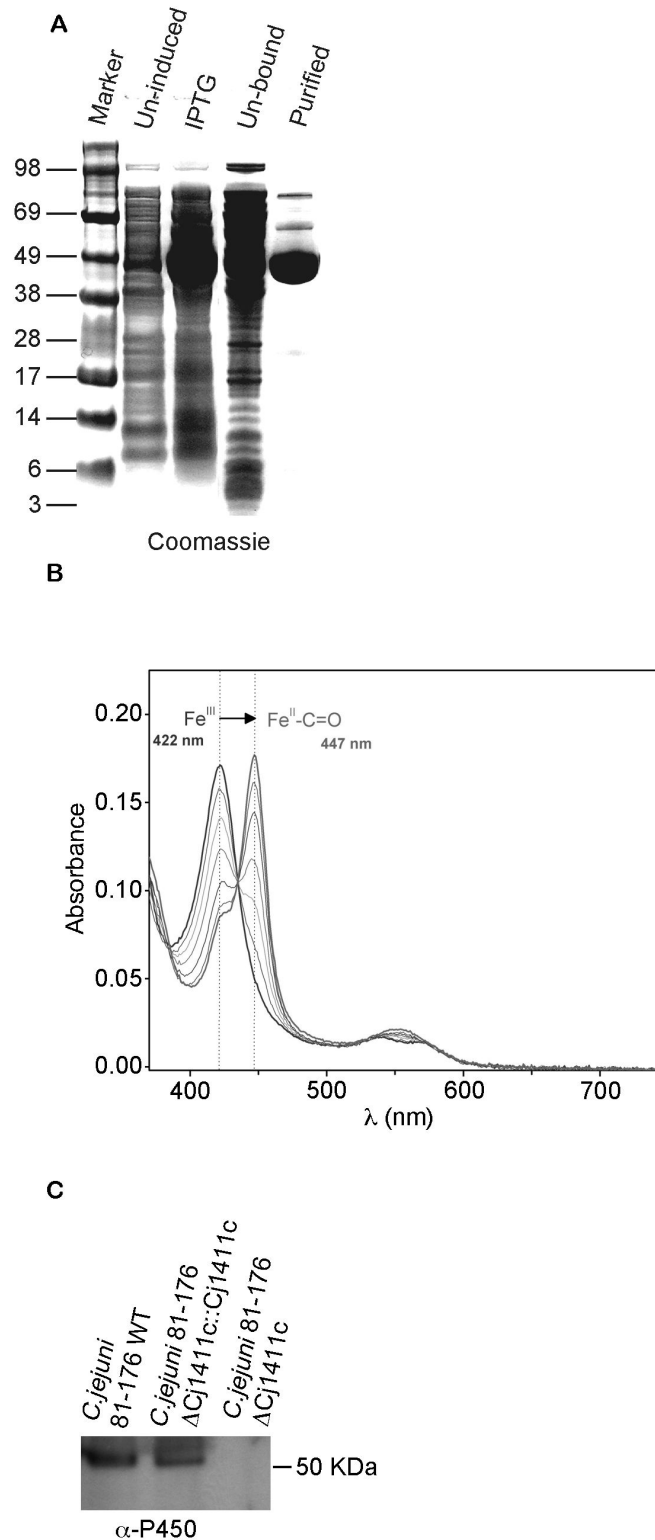 A
Marker
Un-induced
IPTG
Un-bound
Purified
98
69
49
38
28
17
14
6
3
Coomassie
B
Fe^III
Fe^II-C=O
422 nm
447 nm
0.20
0.15
0.10
0.05
0.00
Absorbance
400
500
600
700
λ (nm)
C
C.jejuni
81-176 WT
C.jejuni 81-176
ΔCj1411c::Cj1411c
C.jejuni 81-176
ΔCj1411c
50 KDa
α-P450